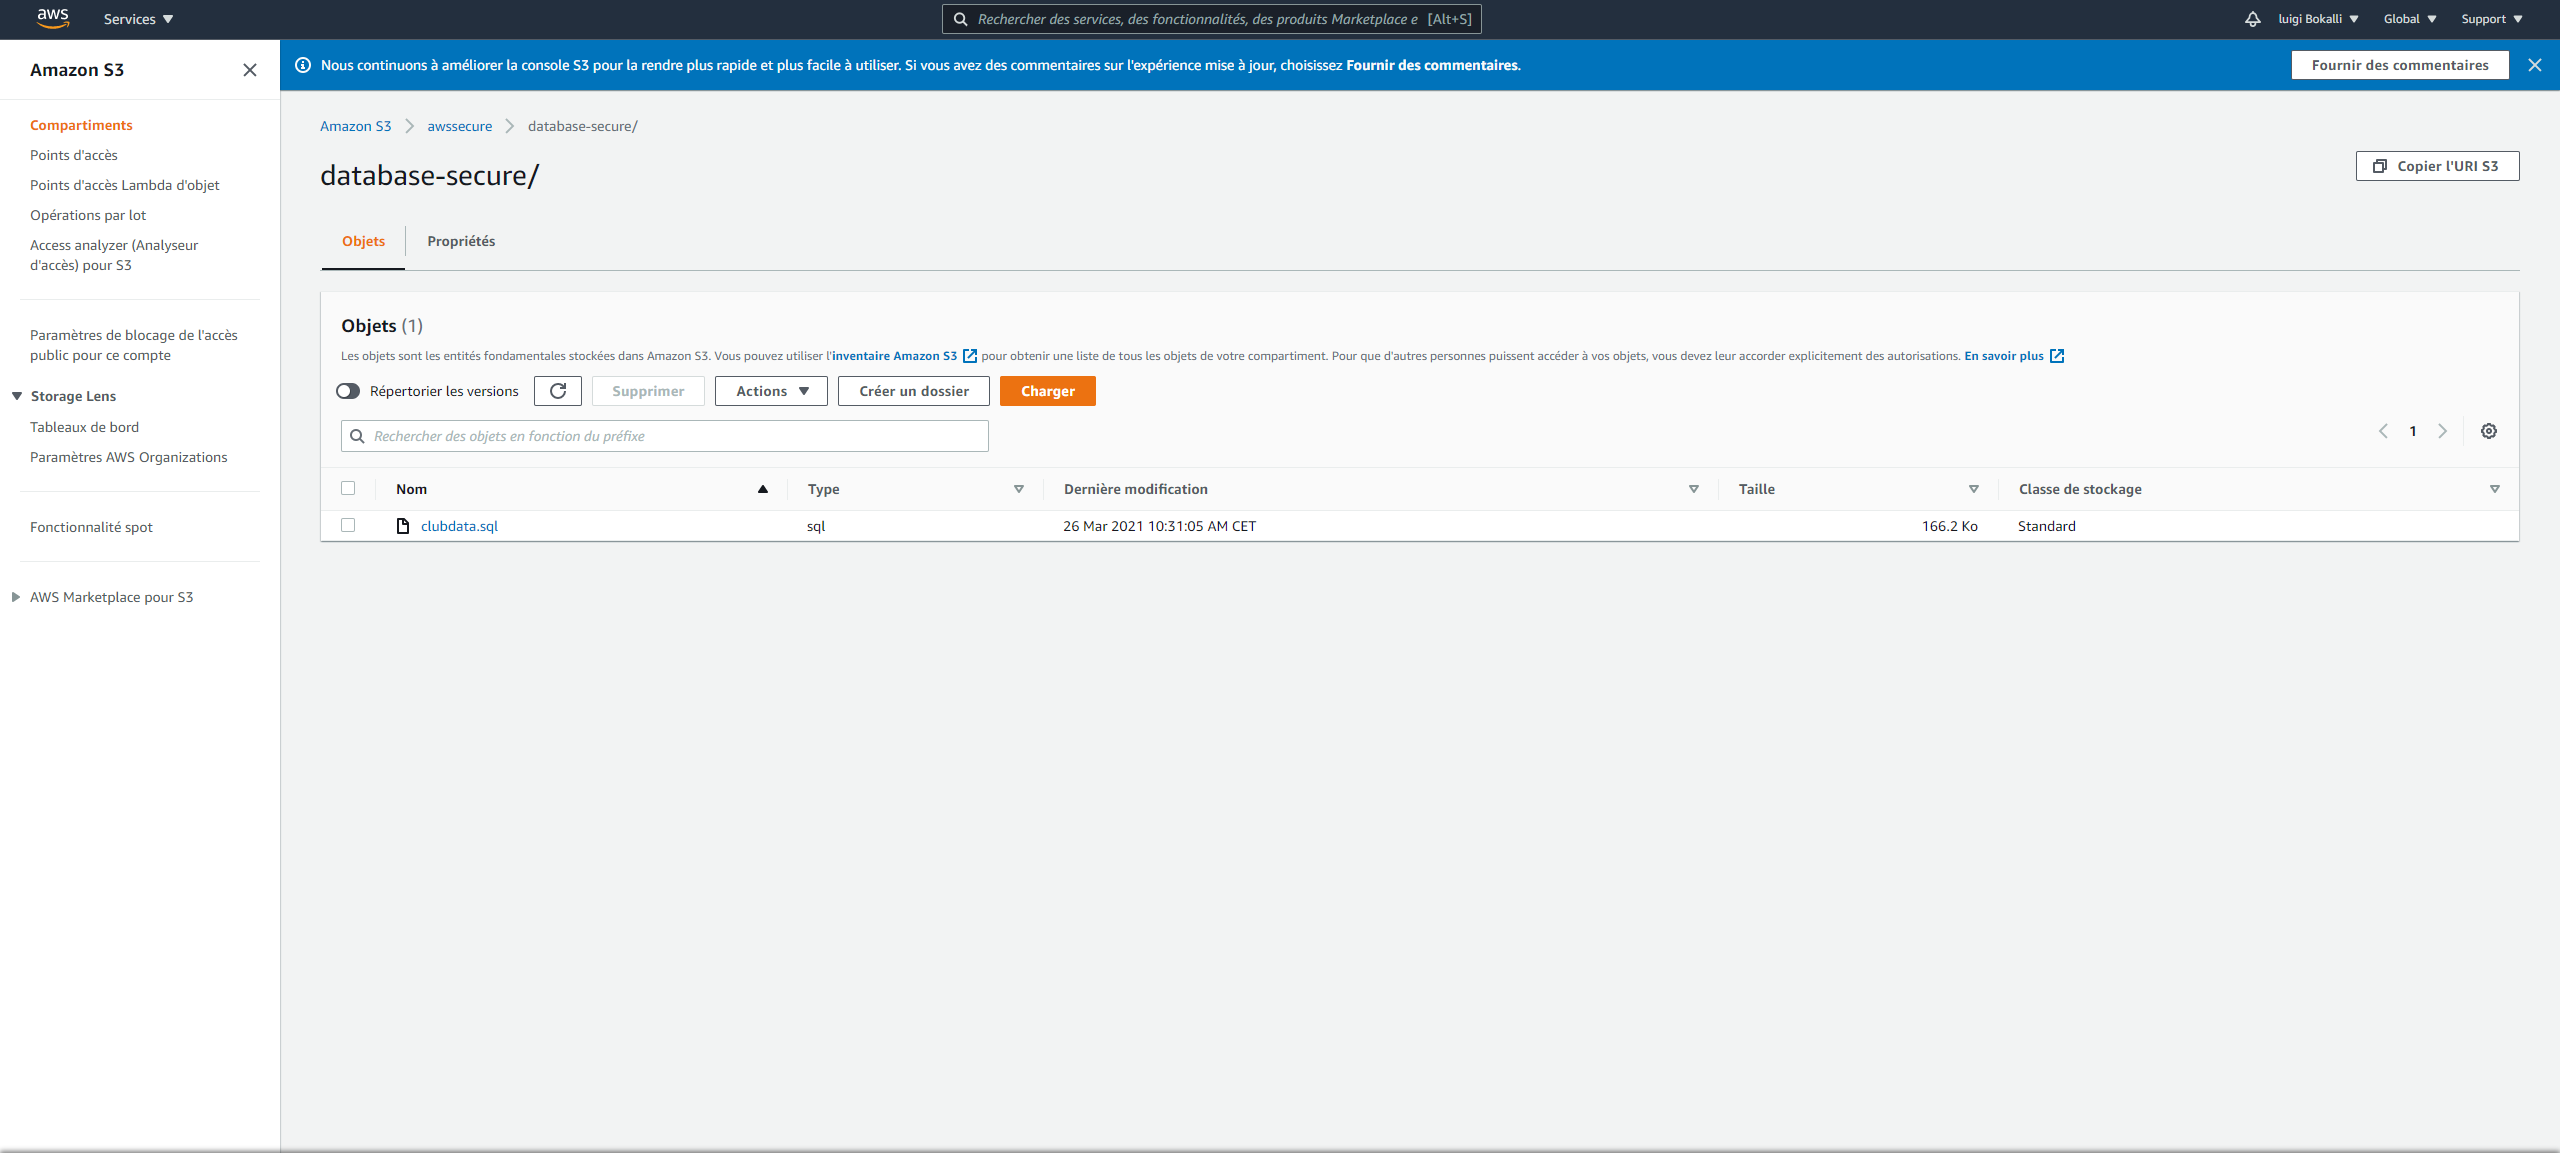 aws
Services
Rechercher des services, des fonctionnalités, des produits Marketplace e [Alt+S]
luigi Bokalli
Global
Support
Amazon S3
Nous continuons à améliorer la console S3 pour la rendre plus rapide et plus facile à utiliser. Si vous avez des commentaires sur l'expérience mise à jour, choisissez Fournir des commentaires.
Fournir des commentaires
Compartiments
Points d'accès
Points d'accès Lambda d'objet
Opérations par lot
Access analyzer (Analyseur
d'accès) pour S3
Paramètres de blocage de l'accès
public pour ce compte
Storage Lens
Tableaux de bord
Paramètres AWS Organizations
Fonctionnalité spot
AWS Marketplace pour S3
Amazon S3 awssecure database-secure/
database-secure/
Copier l'URI S3
Objets
Propriétés
Objets (1)
Les objets sont les entités fondamentales stockées dans Amazon S3. Vous pouvez utiliser l'inventaire Amazon S3 pour obtenir une liste de tous les objets de votre compartiment. Pour que d'autres personnes puissent accéder à vos objets, vous devez leur accorder explicitement des autorisations. En savoir plus
Répertorier les versions
Supprimer
Actions
Créer un dossier
Charger
Rechercher des objets en fonction du préfixe
1
Nom Type Dernière modification Taille Classe de stockage
clubdata.sql sql 26 Mar 2021 10:31:05 AM CET 166.2 Ko Standard